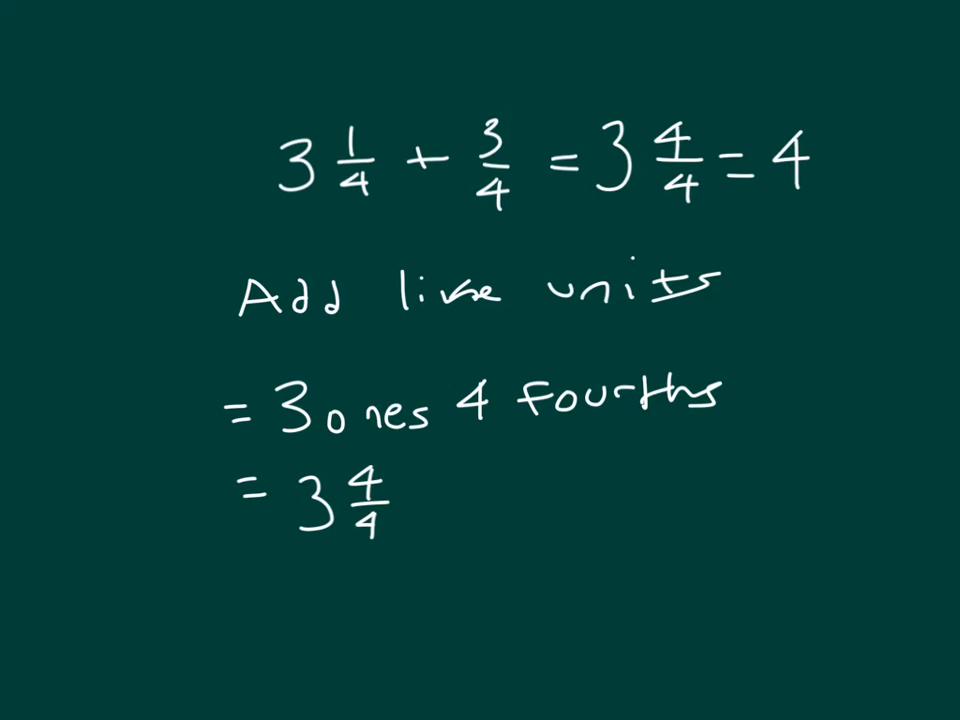 3 1/4 + 3/4 = 3 4/4 = 4
Add like units
= 3 ones 4 fourths
= 3 4/4